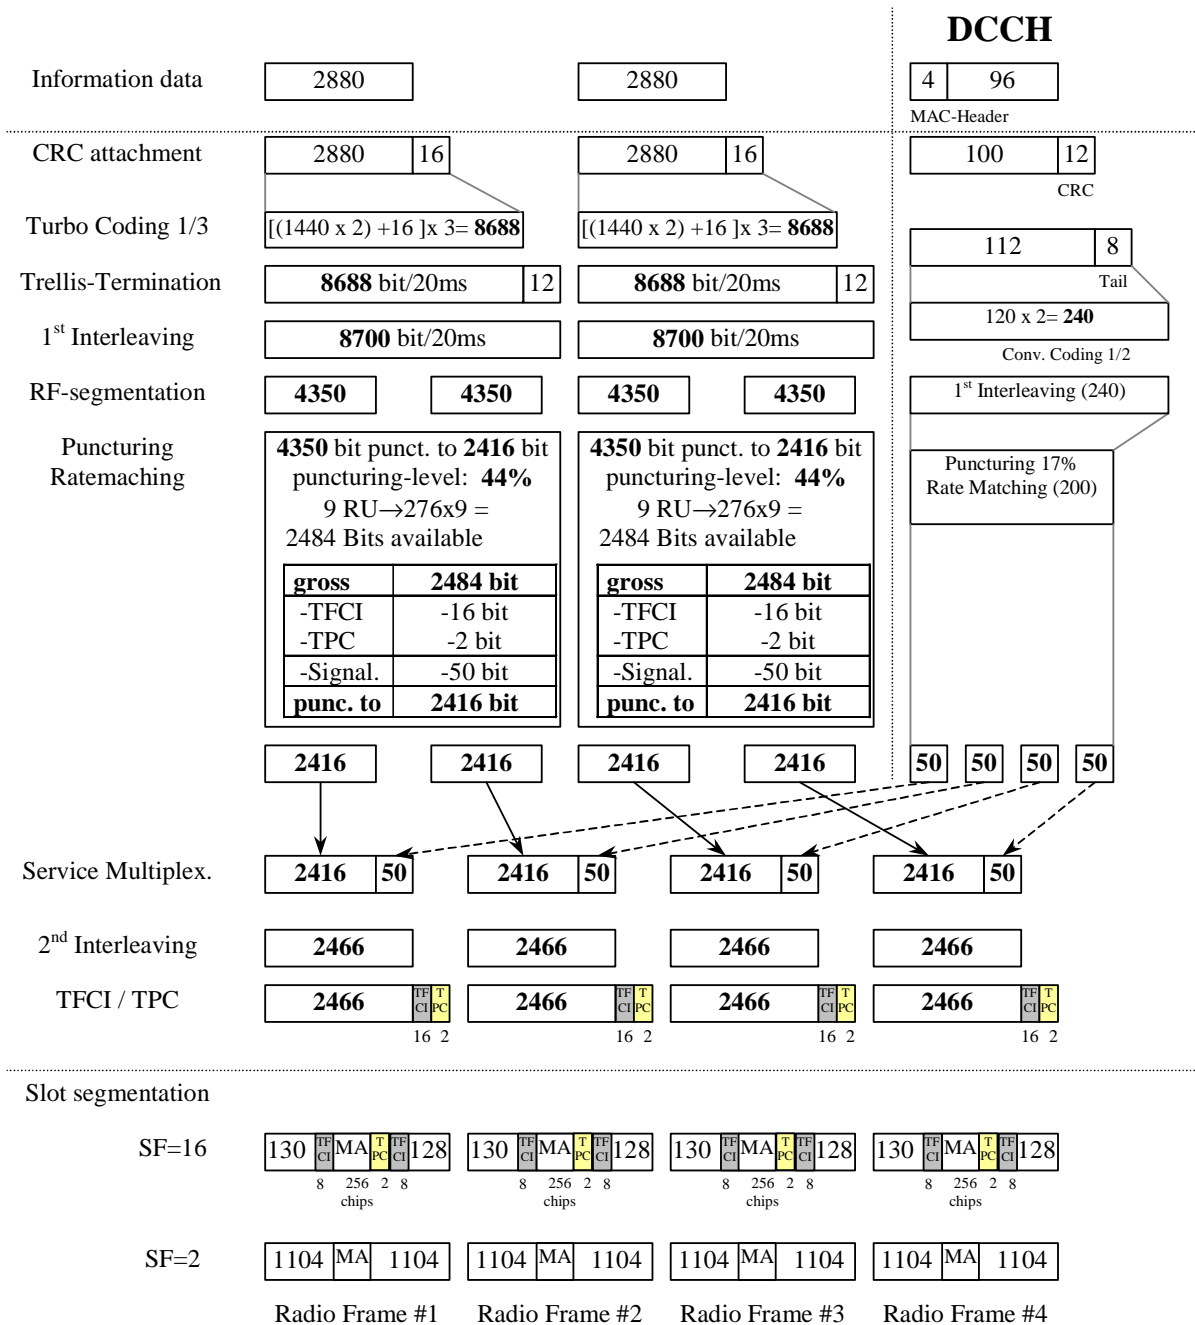 DCCH
Information data 2880 2880 4 96
MAC-Header
CRC attachment 2880 16 2880 16 100 12
CRC
Turbo Coding 1/3 [(1440 x 2) +16 ]x 3= 8688 [(1440 x 2) +16 ]x 3= 8688
112 8
Trellis-Termination 8688 bit/20ms 12 8688 bit/20ms 12 Tail
120 x 2= 240
1st Interleaving 8700 bit/20ms 8700 bit/20ms
Conv. Coding 1/2
RF-segmentation 4350 4350 4350 4350 1st Interleaving (240)
Puncturing 4350 bit punct. to 2416 bit 4350 bit punct. to 2416 bit
Ratemaching puncturing-level: 44% puncturing-level: 44% Puncturing 17%
Rate Matching (200)
9 RU→276x9 = 9 RU→276x9 =
2484 Bits available 2484 Bits available
gross 2484 bit gross 2484 bit
-TFCI -16 bit -TFCI -16 bit
-TPC -2 bit -TPC -2 bit
-Signal. -50 bit -Signal. -50 bit
punc. to 2416 bit punc. to 2416 bit
2416 2416 2416 2416 50 50 50 50
Service Multiplex. 2416 50 2416 50 2416 50 2416 50
2nd Interleaving 2466 2466 2466 2466
TFCI / TPC 2466 TF CI T PC 2466 TF CI T PC 2466 TF CI T PC 2466 TF CI T PC
16 2 16 2 16 2 16 2
Slot segmentation
SF=16 130 TF CI MA T PC TF CI 128 130 TF CI MA T PC TF CI 128 130 TF CI MA T PC TF CI 128 130 TF CI MA T PC TF CI 128
8 256 2 8 8 256 2 8 8 256 2 8 8 256 2 8
chips chips chips chips
SF=2 1104 MA 1104 1104 MA 1104 1104 MA 1104 1104 MA 1104
Radio Frame #1 Radio Frame #2 Radio Frame #3 Radio Frame #4